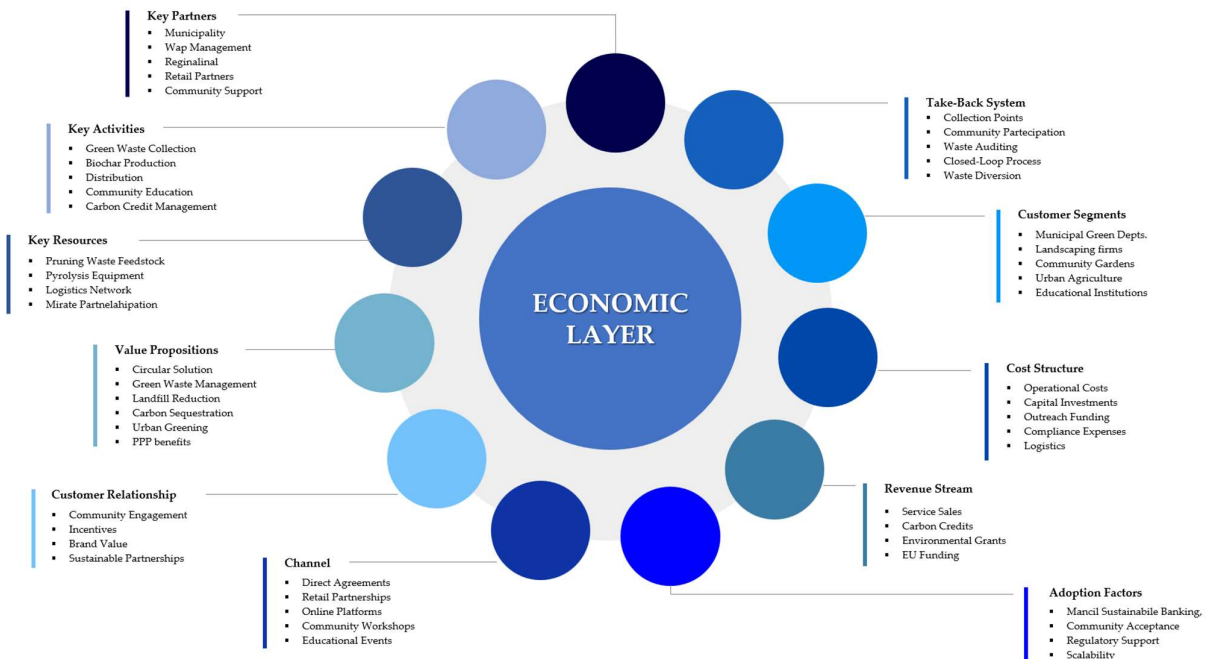 Key Partners
Municipality
Wap Management
Reginalinal
Retail Partners
Community Support
Key Activities
Green Waste Collection
Biochar Production
Distribution
Community Education
Carbon Credit Management
Key Resources
Pruning Waste Feedstock
Pyrolysis Equipment
Logistics Network
Mirate Partnelahipation
Value Propositions
Circular Solution
Green Waste Management
Landfill Reduction
Carbon Sequestration
Urban Greening
PPP benefits
Customer Relationship
Community Engagement
Incentives
Brand Value
Sustainable Partnerships
Channel
Direct Agreements
Retail Partnerships
Online Platforms
Community Workshops
Educational Events
ECONOMIC
LAYER
Take-Back System
Collection Points
Community Partecipation
Waste Auditing
Closed-Loop Process
Waste Diversion
Customer Segments
Municipal Green Depts.
Landscaping firms
Community Gardens
Urban Agriculture
Educational Institutions
Cost Structure
Operational Costs
Capital Investments
Outreach Funding
Compliance Expenses
Logistics
Revenue Stream
Service Sales
Carbon Credits
Environmental Grants
EU Funding
Adoption Factors
Mancil Sustainabile Banking,
Community Acceptance
Regulatory Support
Scalability